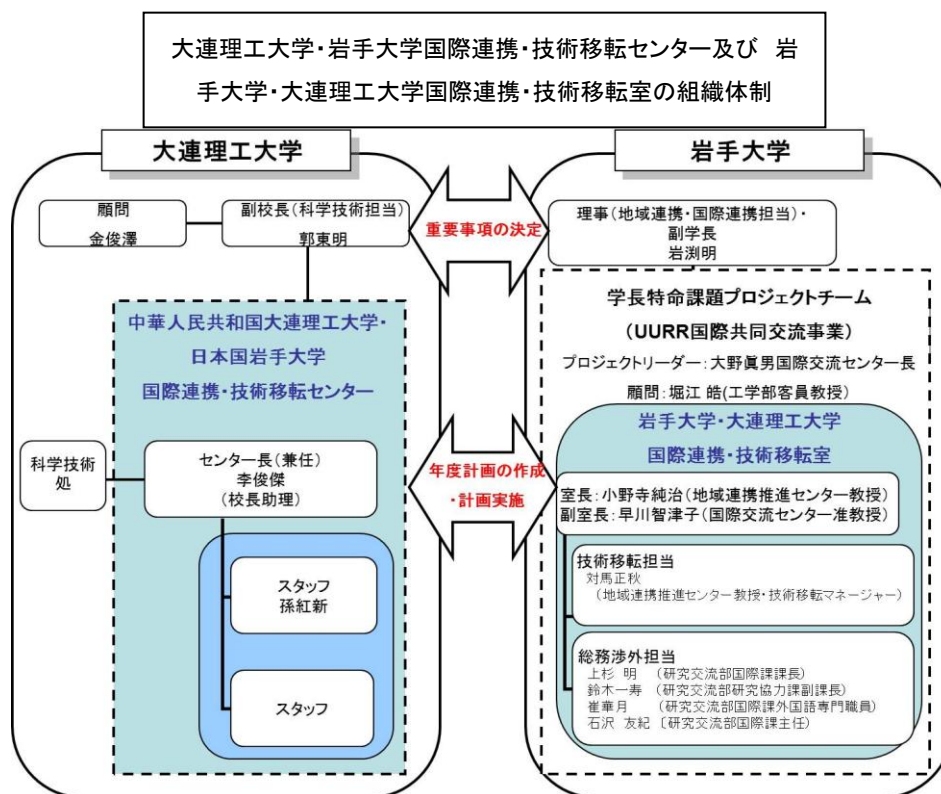 大連理工大学・岩手大学国際連携・技術移転センター及び　岩
手大学・大連理工大学国際連携・技術移転室の組織体制
大連理工大学
顧問
金俊澤
副校長(科学技術担当)
郭東明
中華人民共和国大連理工大学・
日本国岩手大学
国際連携・技術移転センター
科学技術
処
センター長(兼任)
李俊傑
(校長助理)
スタッフ
孫紅新
スタッフ
重要事項の決定
年度計画の作成
・計画実施
岩手大学
理事(地域連携・国際連携担当)・
副学長
岩渕明
学長特命課題プロジェクトチーム
(UURR国際共同交流事業)
プロジェクトリーダー:大野眞男国際交流センター長
顧問:堀江 皓(工学部客員教授)
岩手大学・大連理工大学
国際連携・技術移転室
室長:小野寺純治(地域連携推進センター教授)
副室長:早川智津子(国際交流センター准教授)
技術移転担当
対馬正秋
(地域連携推進センター教授・技術移転マネージャー)
総務渉外担当
上杉 明 (研究交流部国際課課長)
鈴木一寿 (研究交流部研究協力課副課長)
崔華月 (研究交流部国際課外国語専門職員)
石沢 友紀 〔研究交流部国際課主任)